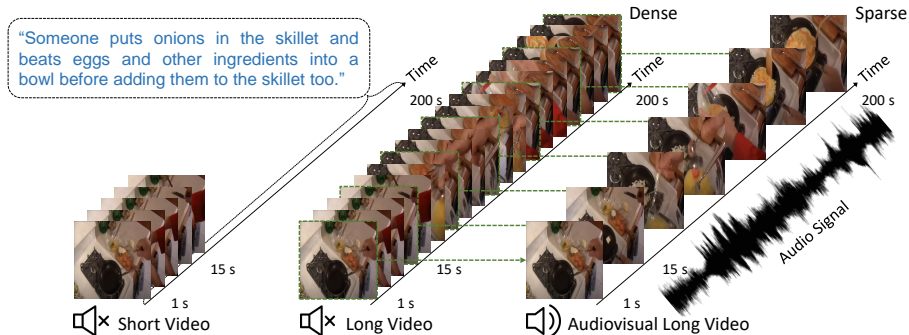 “Someone puts onions in the skillet and
beats eggs and other ingredients into a
bowl before adding them to the skillet too.”
Time
200 s
15 s
1 s
Short Video
Dense
Time
200 s
15 s
1 s
Long Video
Sparse
Time
200 s
15 s
1 s
Audio Signal
Audiovisual Long Video